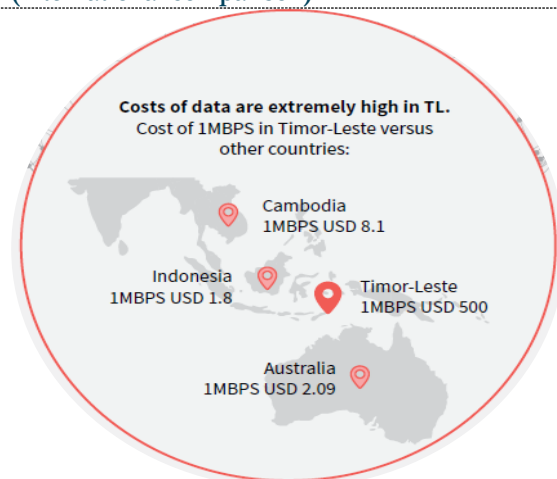 Costs of data are extremely high in TL.
Cost of 1MBPS in Timor-Leste versus
other countries:
Cambodia
1MBPS USD 8.1
Indonesia
1MBPS USD 1.8
Timor-Leste
1MBPS USD 500
Australia
1MBPS USD 2.09